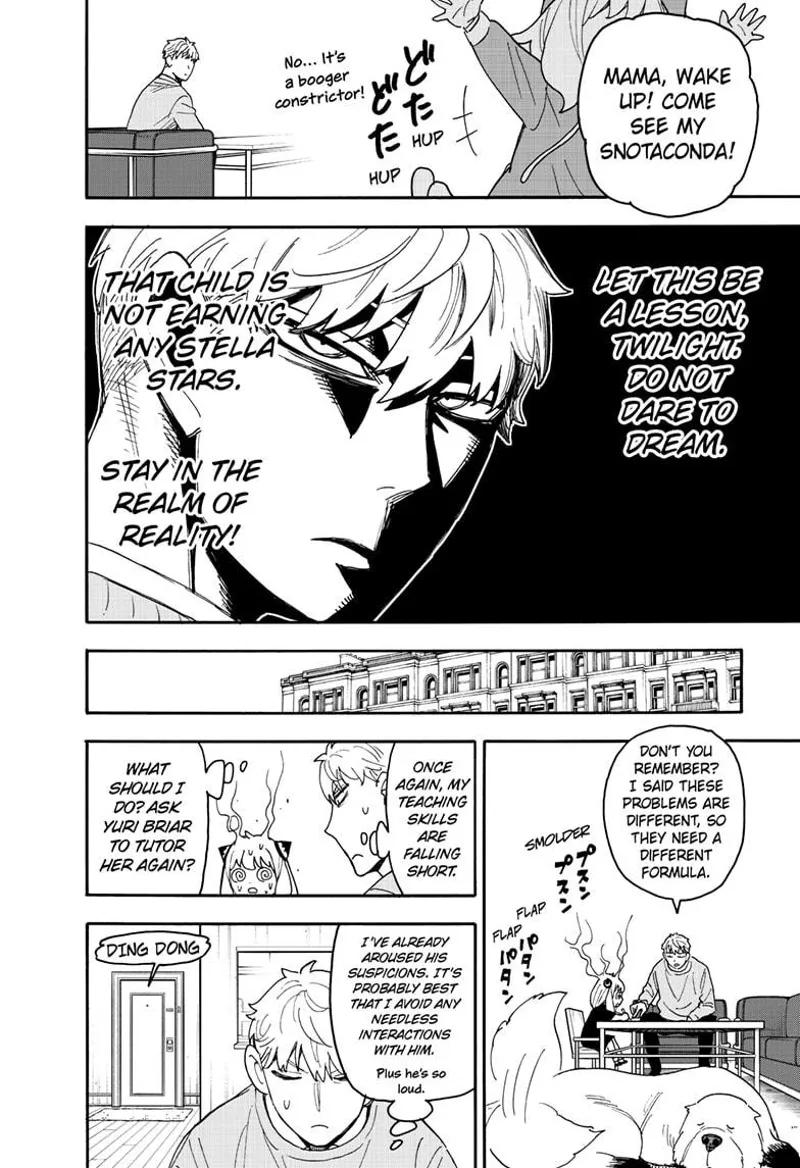 MAMA, WAKE
UP! COME
SEE MY
SNOTACONDA!
どた
どた
HUP
HUP
No... It's
a booger
constrictor!
LET THIS BE
A LESSON,
TWILIGHT.
DO NOT
DARE TO
DREAM.
THAT CHILD IS
NOT EARNING
ANY STELLA
STARS.
STAY IN THE
REALM OF
REALITY!
DON'T YOU
REMEMBER?
I SAID THESE
PROBLEMS ARE
DIFFERENT, SO
THEY NEED A
DIFFERENT
FORMULA.
SMOLDER
プスン
プスン
FLAP
FLAP
パタン
パタン
ONCE
AGAIN, MY
TEACHING
SKILLS
ARE
FALLING
SHORT.
WHAT
SHOULD I
DO? ASK
YURI BRIAR
TO TUTOR
HER AGAIN?
I'VE ALREADY
AROUSED HIS
SUSPICIONS. IT'S
PROBABLY BEST
THAT I AVOID ANY
NEEDLESS
INTERACTIONS
WITH HIM.
Plus he's so
loud.
DING DONG